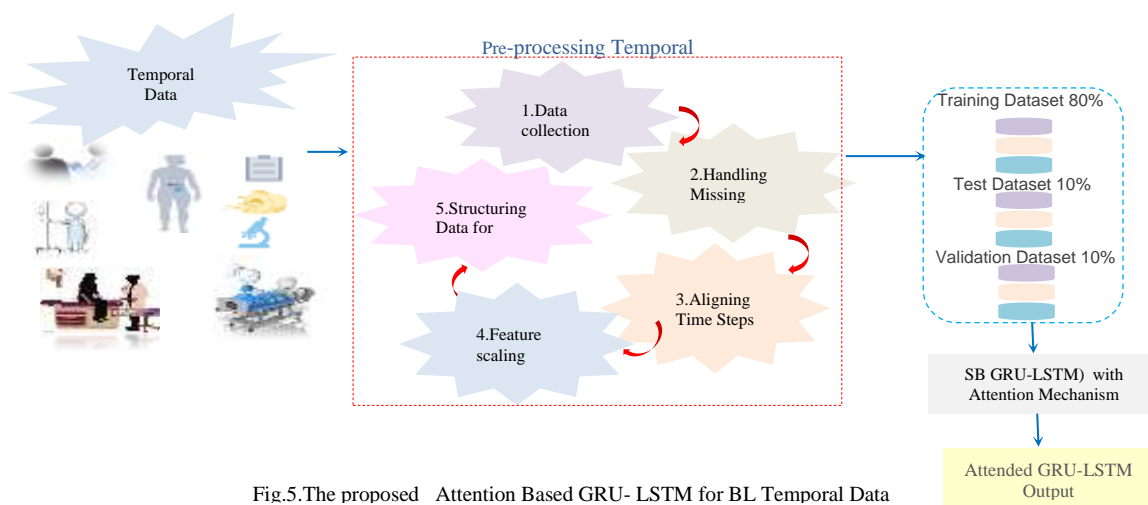 Temporal
Data
Pre-processing Temporal
1.Data
collection
2.Handling
Missing
3.Aligning
Time Steps
4.Feature
scaling
5.Structuring
Data for
Training Dataset 80%
Test Dataset 10%
Validation Dataset 10%
SB GRU-LSTM) with
Attention Mechanism
Attended GRU-LSTM
Output
Fig.5.The proposed Attention Based GRU- LSTM for BL Temporal Data